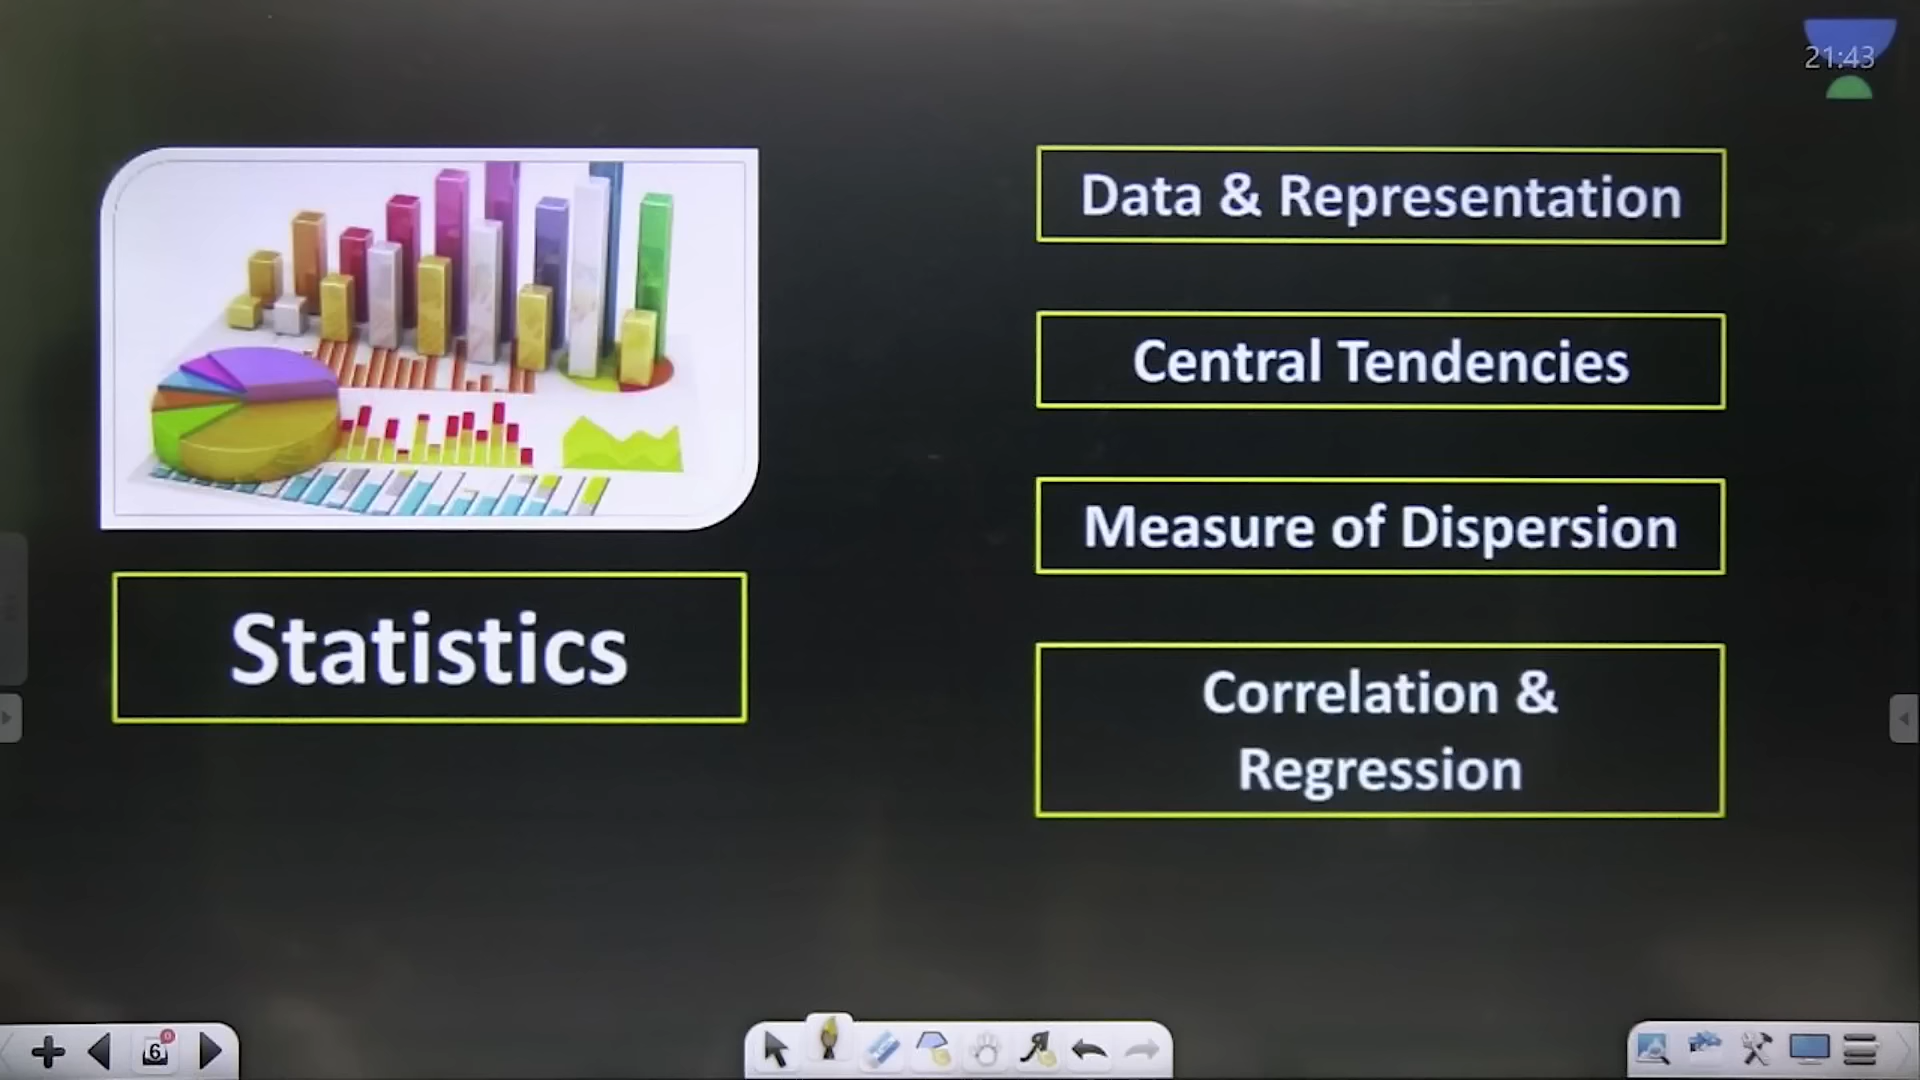 21:43
Data & Representation
Central Tendencies
Measure of Dispersion
Statistics
Correlation &
Regression
6